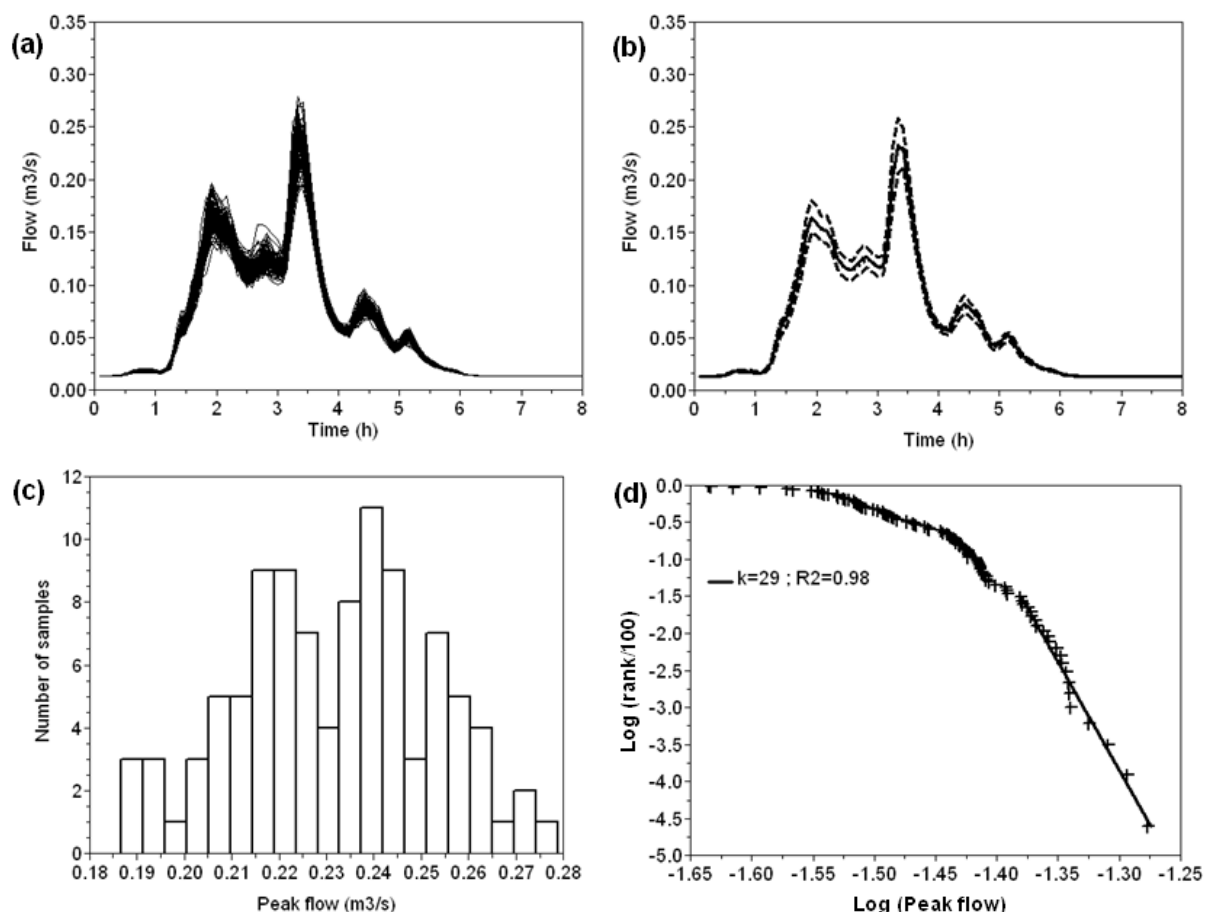 (a)
0.35
0.30
0.25
0.20
0.15
0.10
0.05
0.00
Flow (m3/s)
0 1 2 3 4 5 6 7 8
Time (h)
(b)
0.35
0.30
0.25
0.20
0.15
0.10
0.05
0.00
Flow (m3/s)
0 1 2 3 4 5 6 7 8
Time (h)
(c)
12
10
8
6
4
2
0
Number of samples
0.18 0.19 0.20 0.21 0.22 0.23 0.24 0.25 0.26 0.27 0.28
Peak flow (m3/s)
(d)
0.0
-0.5
-1.0
-1.5
-2.0
-2.5
-3.0
-3.5
-4.0
-4.5
-5.0
Log (rank/100)
k=29 ; R2=0.98
-1.65 -1.60 -1.55 -1.50 -1.45 -1.40 -1.35 -1.30 -1.25
Log (Peak flow)